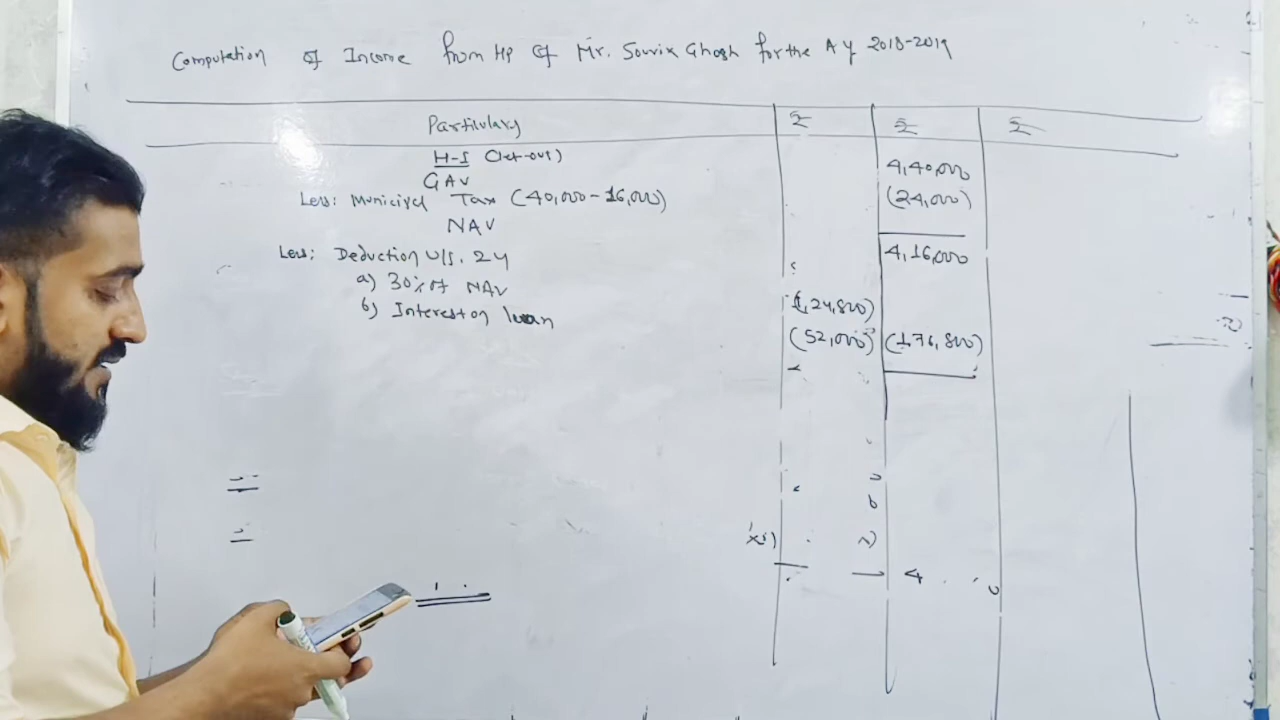 Computation of Income from HP of Mr. Souvix Ghosh for the A Y 2018-2019
Particulars ₹ ₹ ₹
H-I (let-out)
GAV 4,40,000
Less: Municipal Tax (40,000-16,000) (24,000)
NAV 4,16,000
Less: Deduction U/S. 24
a) 30% of NAV (1,24,800)
b) Interest on loan (52,000) (1,76,800)